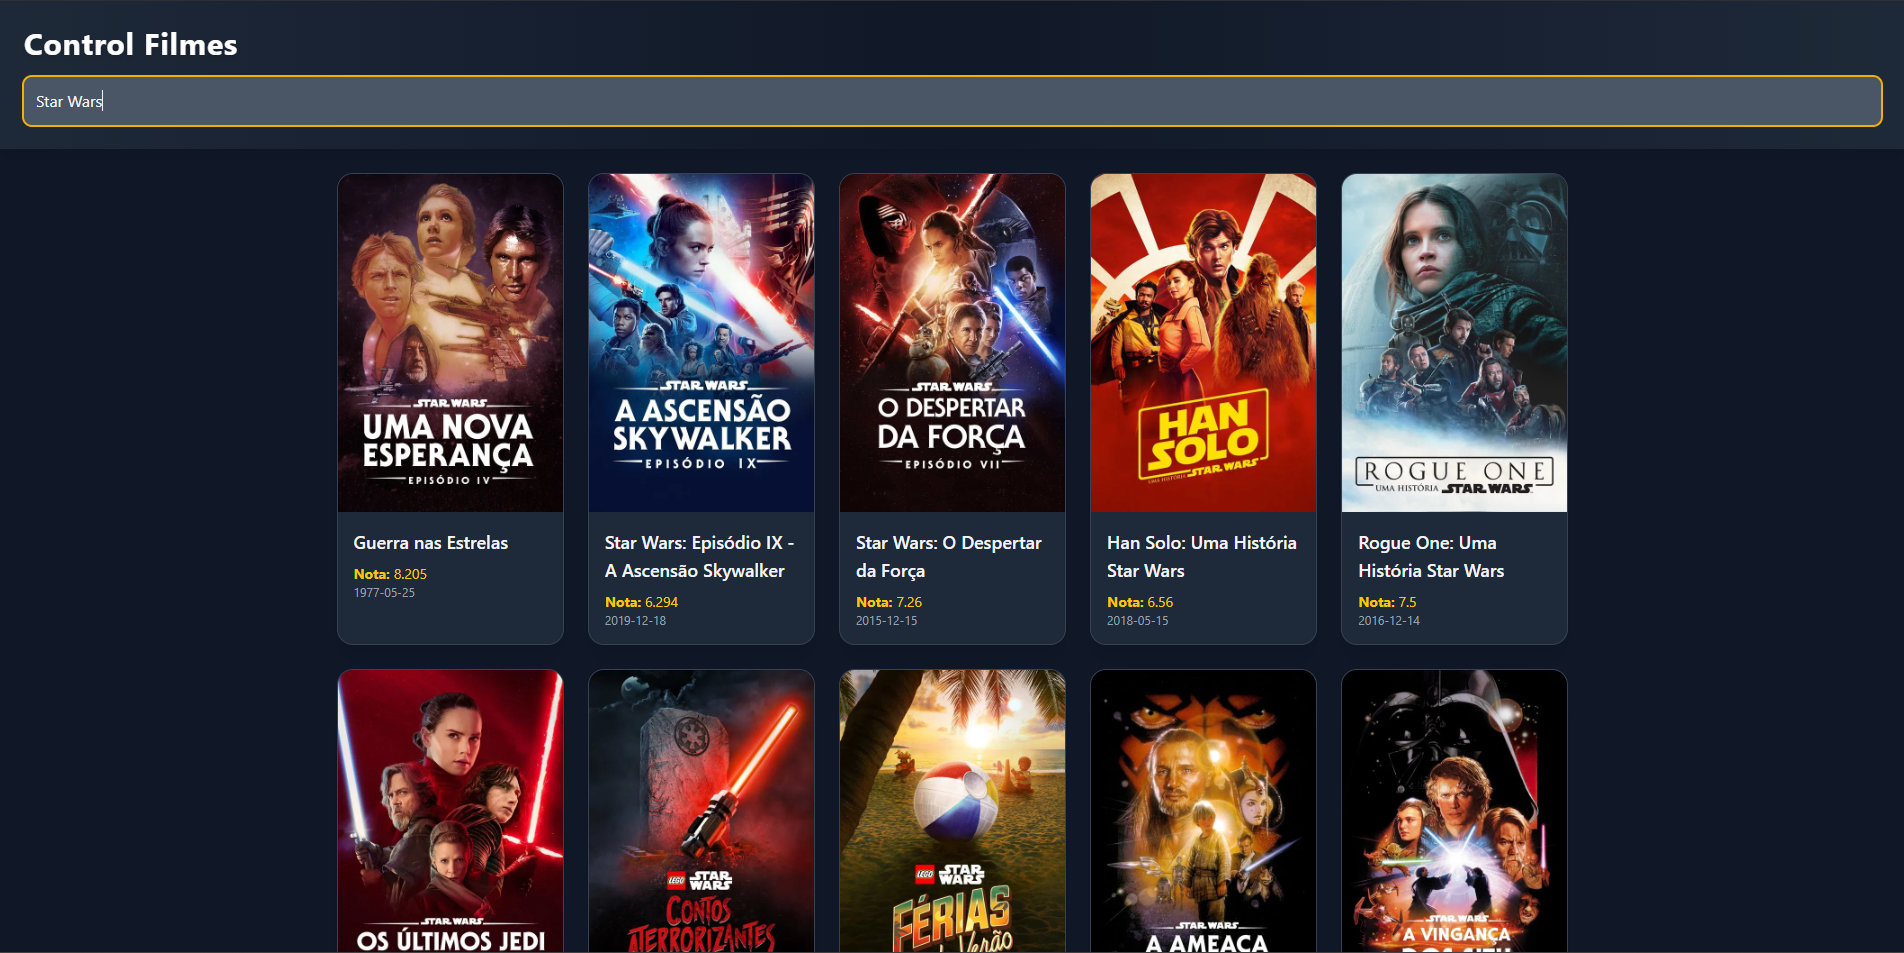 Control Filmes
Star Wars
STAR WARS
UMA NOVA
ESPERANÇA
EPISÓDIO IV
STAR WARS
A ASCENSÃO
SKYWALKER
EPISÓDIO IX
STAR WARS
O DESPERTAR
DA FORÇA
EPISÓDIO VII
HAN
SOLO
UMA HISTÓRIA STAR WARS
ROGUE ONE
UMA HISTÓRIA STAR WARS
Guerra nas Estrelas
Nota: 8.205
1977-05-25
Star Wars: Episódio IX -
A Ascensão Skywalker
Nota: 6.294
2019-12-18
Star Wars: O Despertar
da Força
Nota: 7.26
2015-12-15
Han Solo: Uma História
Star Wars
Nota: 6.56
2018-05-15
Rogue One: Uma
História Star Wars
Nota: 7.5
2016-12-14
STAR WARS
OS ÚLTIMOS JEDI
LEGO STAR WARS
CONTOS
ATERRORIZANTES
LEGO STAR WARS
FÉRIAS
de Verão
STAR WARS
A AMEAÇA
STAR WARS
A VINGANÇA
DOS SITH